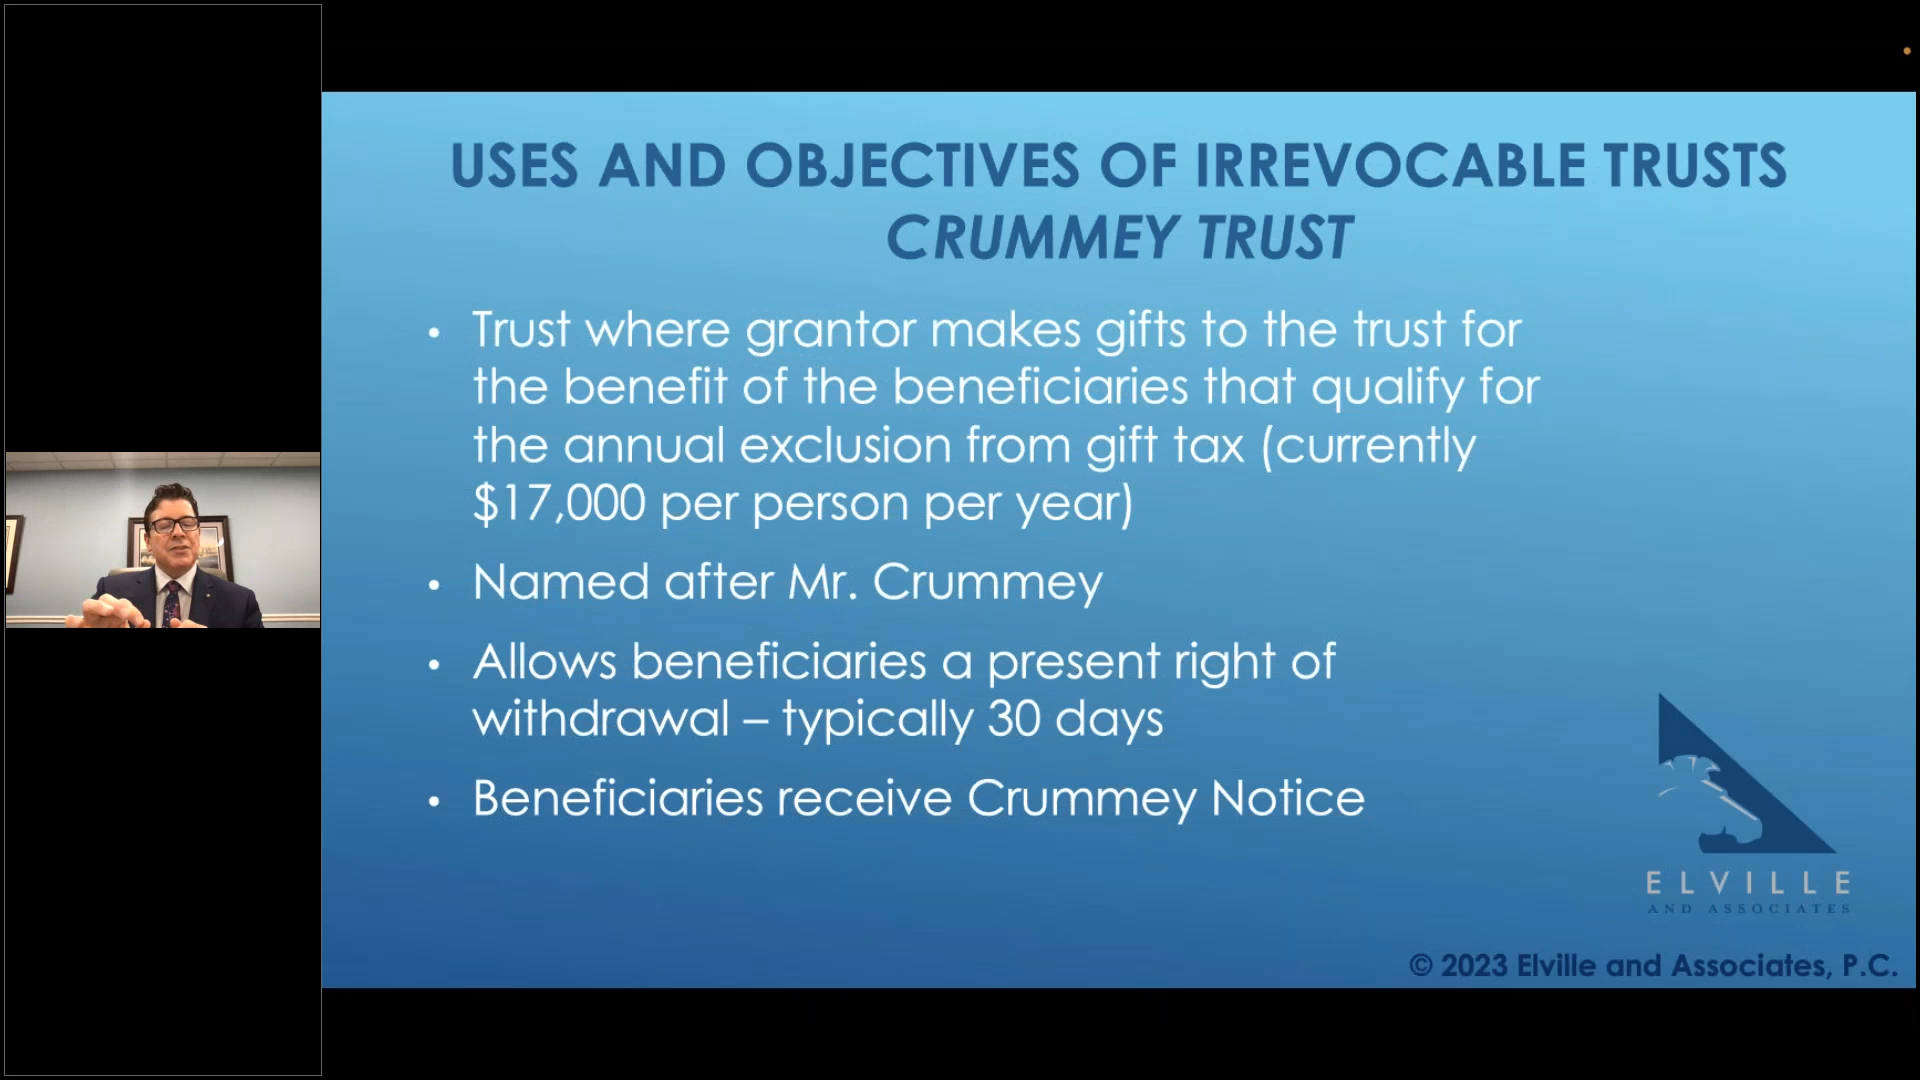 USES AND OBJECTIVES OF IRREVOCABLE TRUSTS
CRUMMEY TRUST
• Trust where grantor makes gifts to the trust for
the benefit of the beneficiaries that qualify for
the annual exclusion from gift tax (currently
$17,000 per person per year)
• Named after Mr. Crummey
• Allows beneficiaries a present right of
withdrawal – typically 30 days
• Beneficiaries receive Crummey Notice
ELVILLE
AND ASSOCIATES
© 2023 Elville and Associates, P.C.